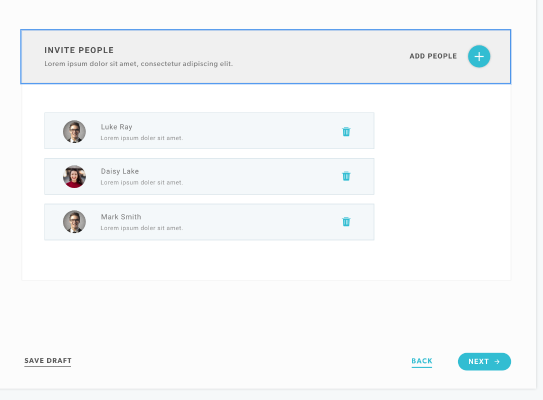 INVITE PEOPLE
Lorem ipsum dolor sit amet, consectetur adipiscing elit.
ADD PEOPLE
Luke Ray
Lorem ipsum dolor sit amet.
Daisy Lake
Lorem ipsum dolor sit amet.
Mark Smith
Lorem ipsum dolor sit amet.
SAVE DRAFT
BACK
NEXT →